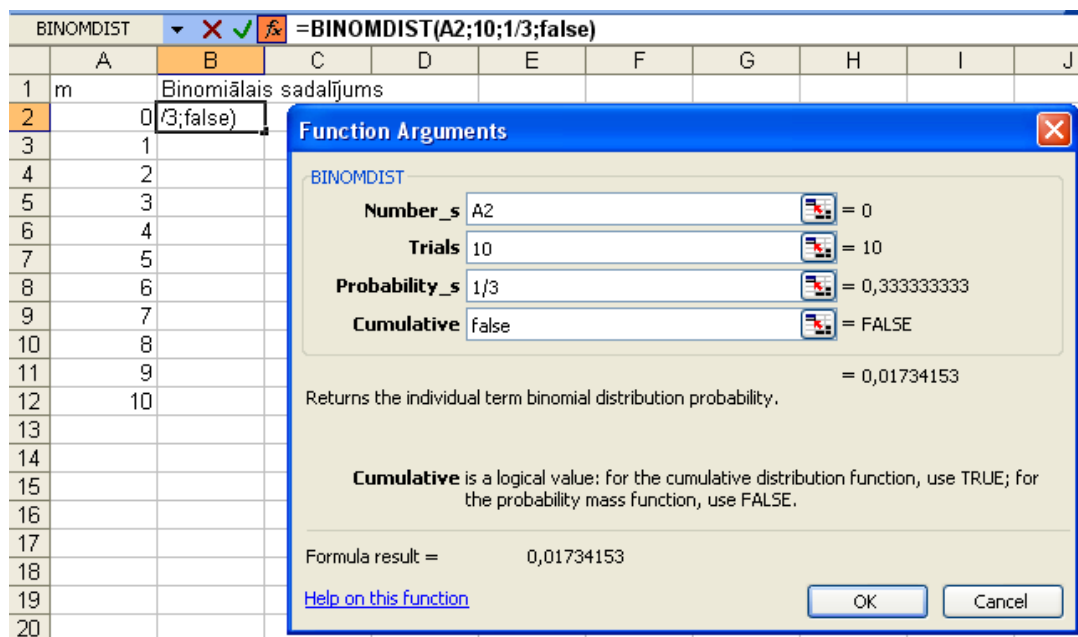 BINOMDIST fx =BINOMDIST(A2;10;1/3;false)
A B C D E F G H I J
1 m Binomiālais sadalījums
2 0 /3;false)
3 1
4 2
5 3
6 4
7 5
8 6
9 7
10 8
11 9
12 10
13
14
15
16
17
18
19
20
Function Arguments
BINOMDIST
Number_s A2 = 0
Trials 10 = 10
Probability_s 1/3 = 0,333333333
Cumulative false = FALSE
= 0,01734153
Returns the individual term binomial distribution probability.
Cumulative is a logical value: for the cumulative distribution function, use TRUE; for
the probability mass function, use FALSE.
Formula result = 0,01734153
Help on this function OK Cancel